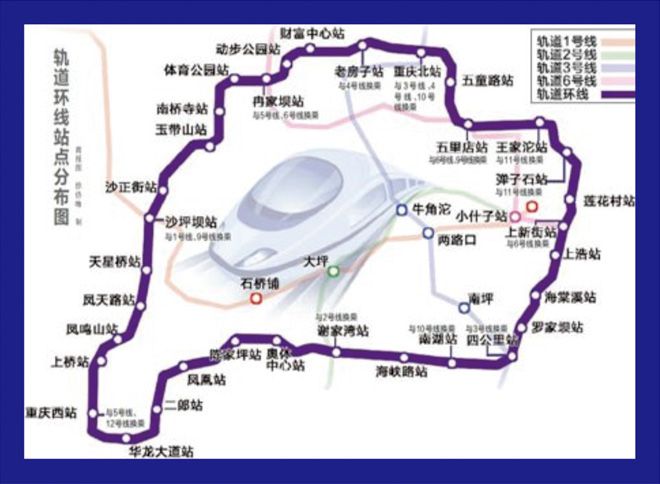 轨道环线站点分布图
轨道1号线
轨道2号线
轨道3号线
轨道6号线
轨道环线
财富中心站
动步公园站
体育公园站
冉家坝站
与5号线、6号线换乘
老房子站
与4号线换乘
重庆北站
与3号线、4
号线、10号
线换乘
五童路站
南桥寺站
玉带山站
五里店站
与6号线、9号线换乘
王家沱站
与11号线换乘
弹子石站
与11号线换乘
沙正街站
莲花村站
沙坪坝站
与1号线、9号线换乘
牛角沱
小什子站
上新街站
与6号线换乘
两路口
上浩站
天星桥站
大坪
石桥铺
凤天路站
南坪
海棠溪站
与2号线换乘
谢家湾站
与10号线换乘
南湖站
与3号线换乘
四公里站
罗家坝站
凤鸣山站
上桥站
陈家坪站
奥体
中心站
海峡路站
凤凰站
重庆西站
与5号线、
12号线换乘
二郎站
华龙大道站